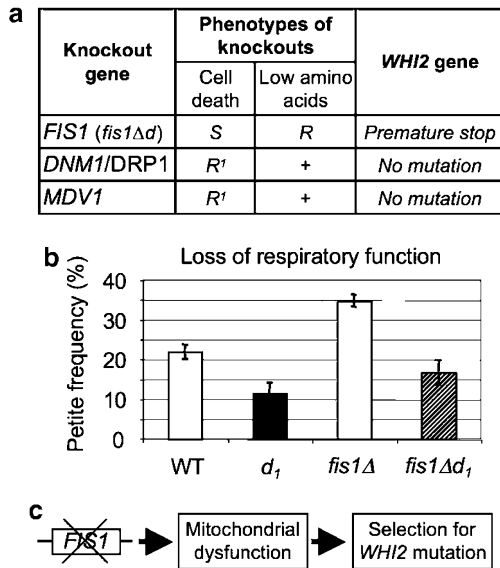 a
Knockout gene
Phenotypes of knockouts
WHI2 gene
Cell death
Low amino acids
FIS1 (fis1Δd) S R Premature stop
DNM1/DRP1 R¹ + No mutation
MDV1 R¹ + No mutation
b
Loss of respiratory function
Petite frequency (%)
40
30
20
10
0
WT d₁ fis1Δ fis1Δd₁
c
FIS1
Mitochondrial dysfunction
Selection for WHI2 mutation